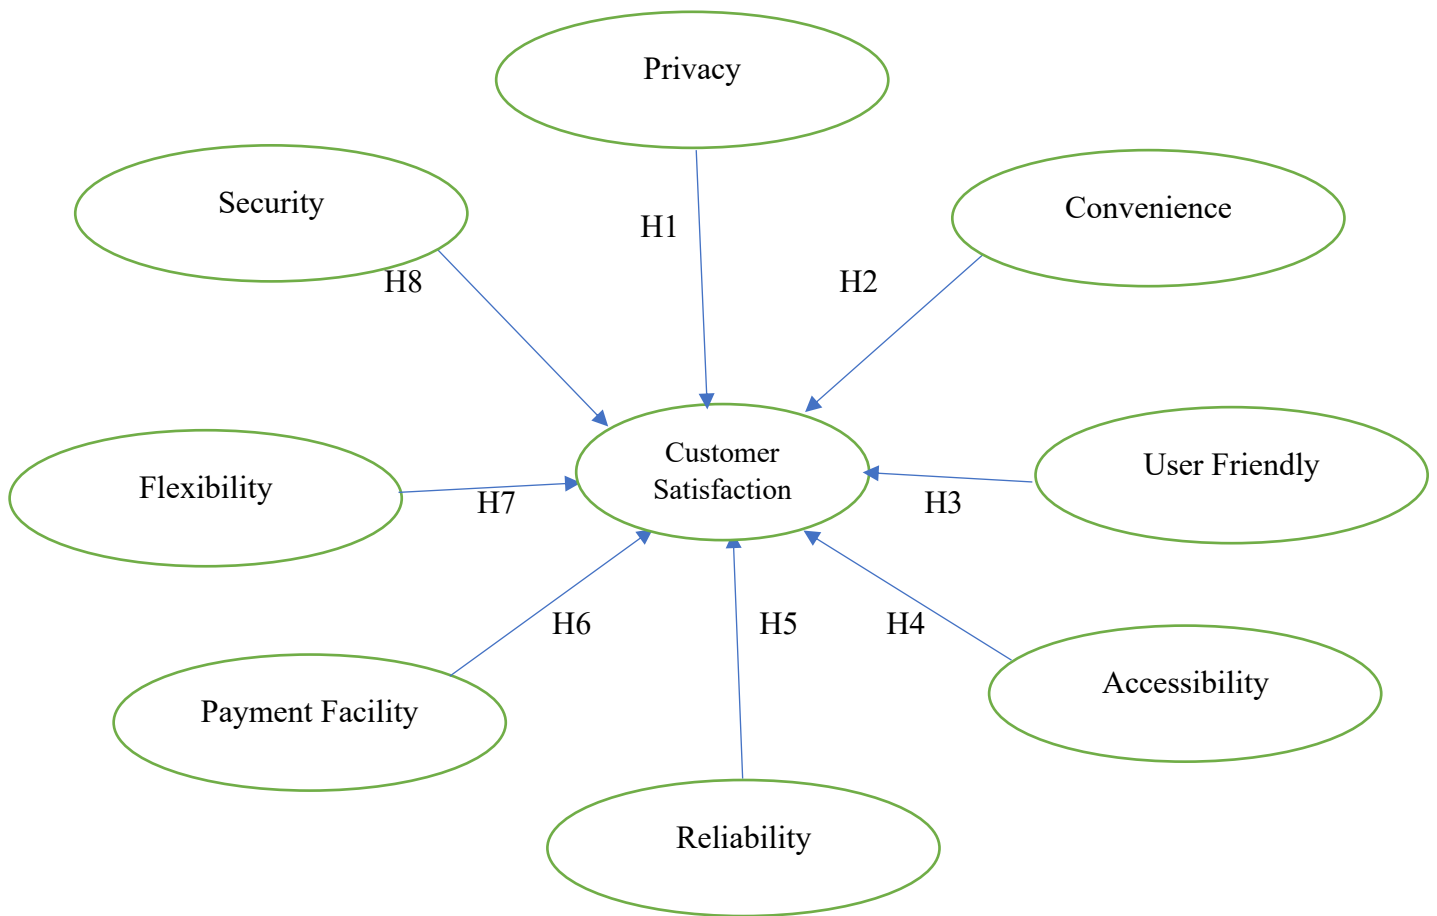 Privacy
Security
Convenience
H1
H8
H2
Customer
Satisfaction
User Friendly
Flexibility
H7
H3
H6
H5
H4
Accessibility
Payment Facility
Reliability